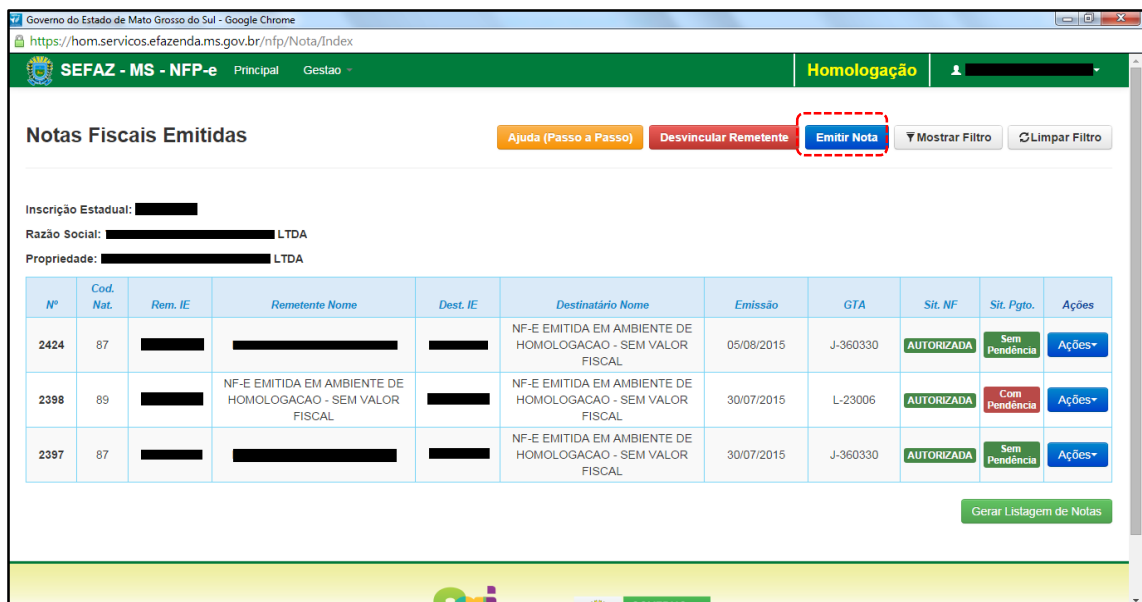 Governo do Estado de Mato Grosso do Sul - Google Chrome
https://hom.servicos.efazenda.ms.gov.br/nfp/Nota/Index
SEFAZ - MS - NFP-e Principal Gestao Homologação
Notas Fiscais Emitidas Ajuda (Passo a Passo) Desvincular Remetente Emitir Nota Mostrar Filtro Limpar Filtro
Inscrição Estadual:
Razão Social: LTDA
Propriedade: LTDA
Nº Cod. Nat. Rem. IE Remetente Nome Dest. IE Destinatário Nome Emissão GTA Sit. NF Sit. Pgto. Ações
2424 87 NF-E EMITIDA EM AMBIENTE DE HOMOLOGACAO - SEM VALOR FISCAL 05/08/2015 J-360330 AUTORIZADA Sem Pendência Ações
2398 89 NF-E EMITIDA EM AMBIENTE DE HOMOLOGACAO - SEM VALOR FISCAL NF-E EMITIDA EM AMBIENTE DE HOMOLOGACAO - SEM VALOR FISCAL 30/07/2015 L-23006 AUTORIZADA Com Pendência Ações
2397 87 NF-E EMITIDA EM AMBIENTE DE HOMOLOGACAO - SEM VALOR FISCAL 30/07/2015 J-360330 AUTORIZADA Sem Pendência Ações
Gerar Listagem de Notas